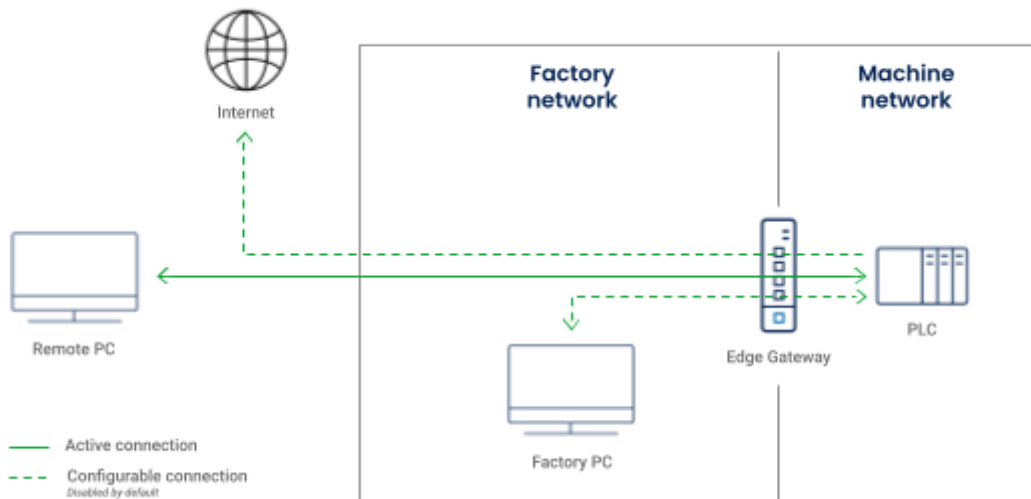 Internet
Factory
network
Machine
network
Remote PC
Edge Gateway
PLC
Factory PC
Active connection
Configurable connection
Disabled by default